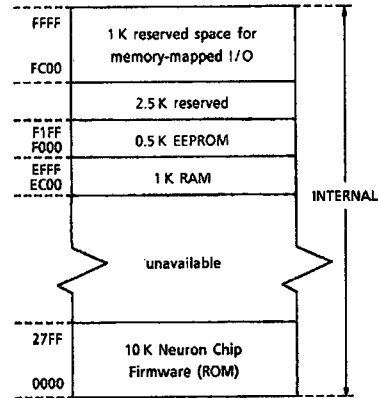 FFFF
1 K reserved space for
memory-mapped I/O
FC00
2.5 K reserved
F1FF
F000
0.5 K EEPROM
EFFF
EC00
1 K RAM
INTERNAL
unavailable
27FF
10 K Neuron Chip
Firmware (ROM)
0000